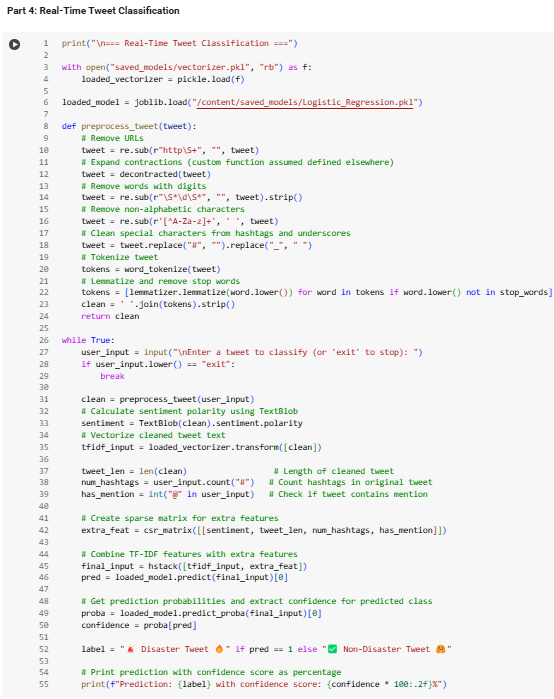 Part 4: Real-Time Tweet Classification
1 print("\n=== Real-Time Tweet Classification ===")
2
3 with open("saved_models/vectorizer.pkl", "rb") as f:
4     loaded_vectorizer = pickle.load(f)
5
6 loaded_model = joblib.load("/content/saved_models/Logistic_Regression.pkl")
7
8 def preprocess_tweet(tweet):
9     # Remove URLs
10     tweet = re.sub(r"http\S+", "", tweet)
11     # Expand contractions (custom function assumed defined elsewhere)
12     tweet = decontracted(tweet)
13     # Remove words with digits
14     tweet = re.sub(r"\S*\d\S*", "", tweet).strip()
15     # Remove non-alphabetic characters
16     tweet = re.sub(r'[^A-Za-z]+', ' ', tweet)
17     # Clean special characters from hashtags and underscores
18     tweet = tweet.replace("#", "").replace("_", " ")
19     # Tokenize tweet
20     tokens = word_tokenize(tweet)
21     # Lemmatize and remove stop words
22     tokens = [lemmatizer.lemmatize(word.lower()) for word in tokens if word.lower() not in stop_words]
23     clean = ' '.join(tokens).strip()
24     return clean
25
26 while True:
27     user_input = input("\nEnter a tweet to classify (or 'exit' to stop): ")
28     if user_input.lower() == "exit":
29         break
30
31     clean = preprocess_tweet(user_input)
32     # Calculate sentiment polarity using TextBlob
33     sentiment = TextBlob(clean).sentiment.polarity
34     # Vectorize cleaned tweet text
35     tfidf_input = loaded_vectorizer.transform([clean])
36
37     tweet_len = len(clean)                 # Length of cleaned tweet
38     num_hashtags = user_input.count("#")   # Count hashtags in original tweet
39     has_mention = int("@" in user_input)   # Check if tweet contains mention
40
41     # Create sparse matrix for extra features
42     extra_feat = csr_matrix([[sentiment, tweet_len, num_hashtags, has_mention]])
43
44     # Combine TF-IDF features with extra features
45     final_input = hstack([tfidf_input, extra_feat])
46     pred = loaded_model.predict(final_input)[0]
47
48     # Get prediction probabilities and extract confidence for predicted class
49     proba = loaded_model.predict_proba(final_input)[0]
50     confidence = proba[pred]
51
52     label = "🚨 Disaster Tweet 🔥" if pred == 1 else "✅ Non-Disaster Tweet 🤗"
53
54     # Print prediction with confidence score as percentage
55     print(f"Prediction: {label} with confidence score: {confidence * 100:.2f}%")